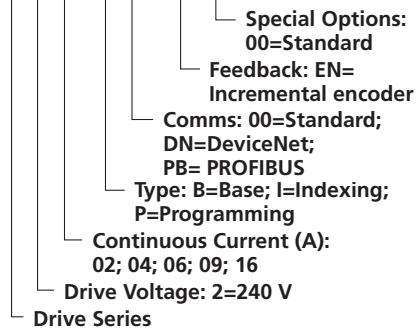 Special Options:
00=Standard
Feedback: EN=
Incremental encoder
Comms: 00=Standard;
DN=DeviceNet;
PB= PROFIBUS
Type: B=Base; I=Indexing;
P=Programming
Continuous Current (A):
02; 04; 06; 09; 16
Drive Voltage: 2=240 V
Drive Series